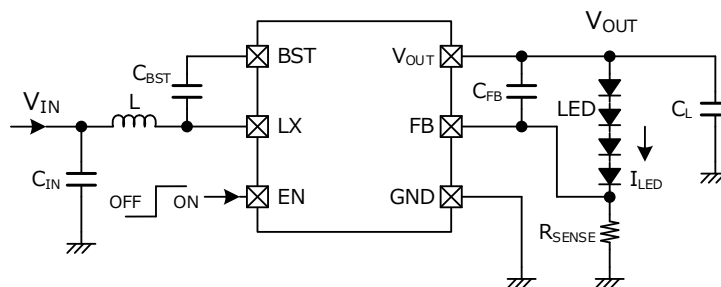 VOUT
BST
VOUT
CBST
VIN
L
CFB
LED
CL
LX
FB
CIN
ILED
OFF
ON
EN
GND
RSENSE